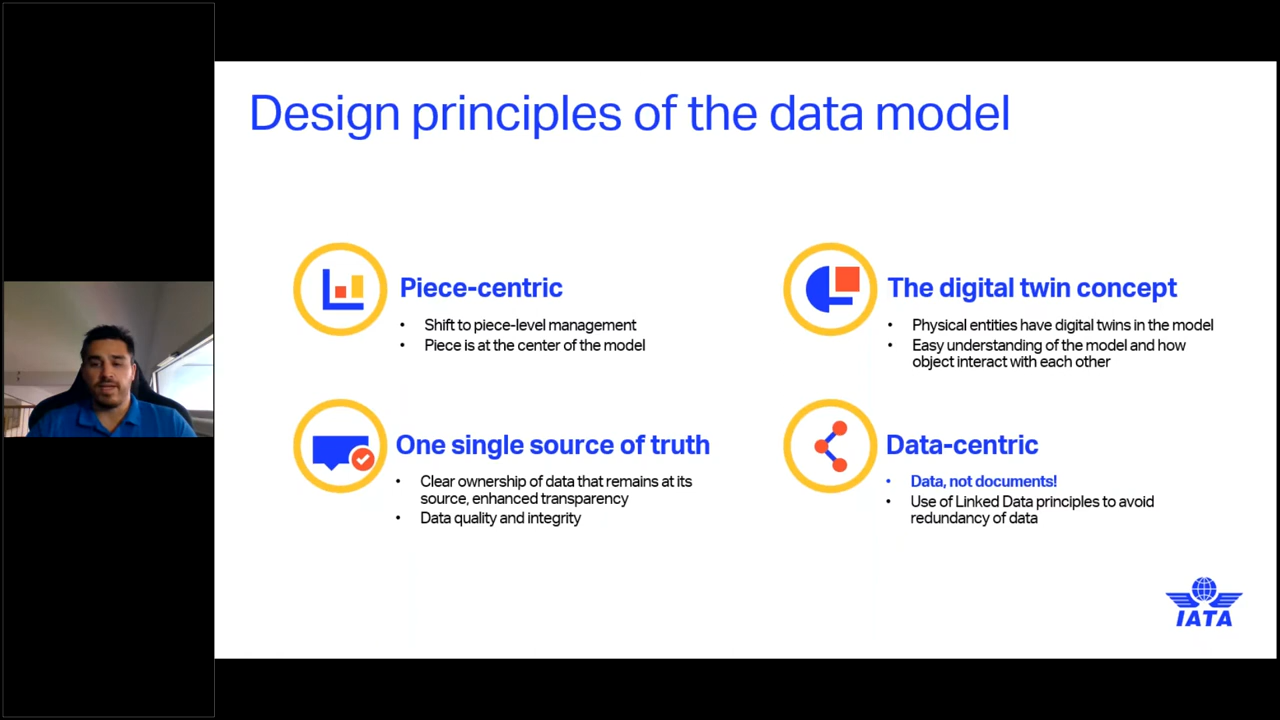 Design principles of the data model
Piece-centric
• Shift to piece-level management
• Piece is at the center of the model
The digital twin concept
• Physical entities have digital twins in the model
• Easy understanding of the model and how
object interact with each other
One single source of truth
• Clear ownership of data that remains at its
source, enhanced transparency
• Data quality and integrity
Data-centric
• Data, not documents!
• Use of Linked Data principles to avoid
redundancy of data
IATA